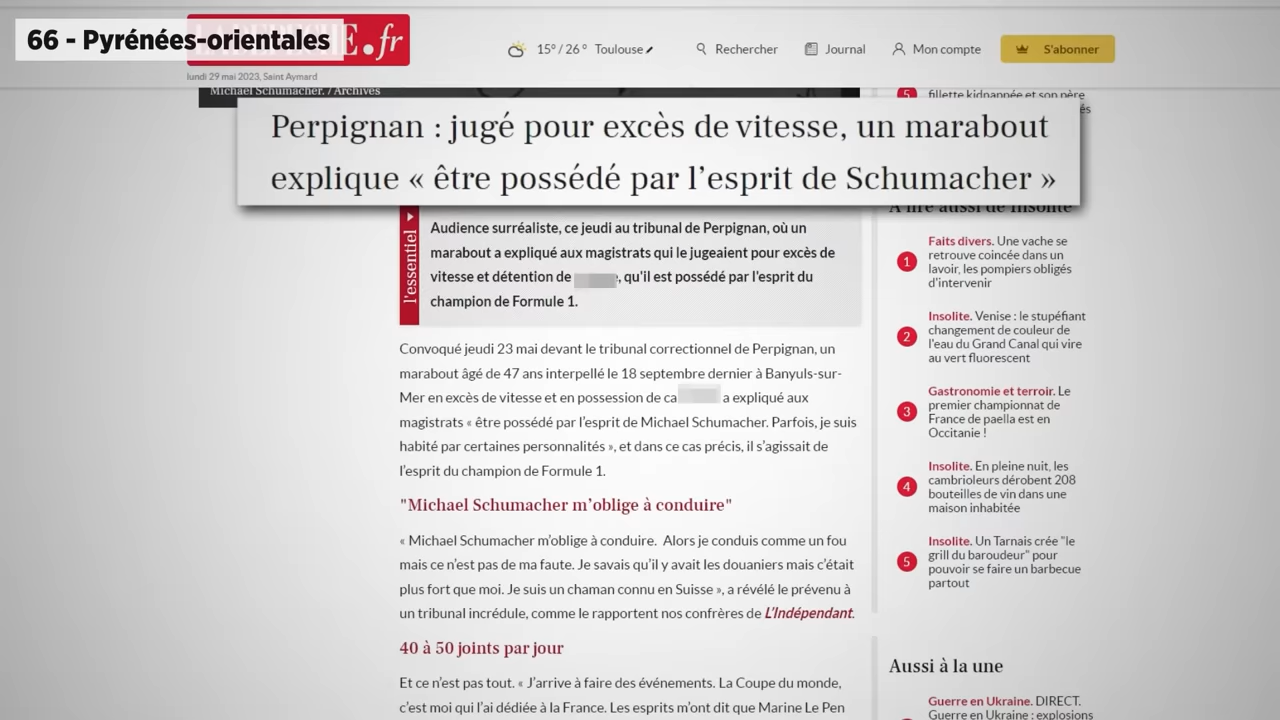 66 - Pyrénées-orientales
E.fr
15° / 26° Toulouse
Rechercher
Journal
Mon compte
S'abonner
lundi 29 mai 2023, Saint Aymard
Michael Schumacher. / Archives
Perpignan : jugé pour excès de vitesse, un marabout
explique « être possédé par l'esprit de Schumacher »
l'essentiel
Audience surréaliste, ce jeudi au tribunal de Perpignan, où un
marabout a expliqué aux magistrats qui le jugeaient pour excès de
vitesse et détention de , qu'il est possédé par l'esprit du
champion de Formule 1.
Convoqué jeudi 23 mai devant le tribunal correctionnel de Perpignan, un
marabout âgé de 47 ans interpellé le 18 septembre dernier à Banyuls-sur-
Mer en excès de vitesse et en possession de ca a expliqué aux
magistrats « être possédé par l'esprit de Michael Schumacher. Parfois, je suis
habité par certaines personnalités », et dans ce cas précis, il s'agissait de
l'esprit du champion de Formule 1.
"Michael Schumacher m'oblige à conduire"
« Michael Schumacher m'oblige à conduire. Alors je conduis comme un fou
mais ce n'est pas de ma faute. Je savais qu'il y avait les douaniers mais c'était
plus fort que moi. Je suis un chaman connu en Suisse », a révélé le prévenu à
un tribunal incrédule, comme le rapportent nos confrères de L'Indépendant.
40 à 50 joints par jour
Et ce n'est pas tout. « J'arrive à faire des événements. La Coupe du monde,
c'est moi qui l'ai dédiée à la France. Les esprits m'ont dit que Marine Le Pen
5
fillette kidnappée et son père
és
A lire aussi de Insolite
1
Faits divers. Une vache se
retrouve coincée dans un
lavoir, les pompiers obligés
d'intervenir
2
Insolite. Venise : le stupéfiant
changement de couleur de
l'eau du Grand Canal qui vire
au vert fluorescent
3
Gastronomie et terroir. Le
premier championnat de
France de paella est en
Occitanie !
4
Insolite. En pleine nuit, les
cambrioleurs dérobent 208
bouteilles de vin dans une
maison inhabitée
5
Insolite. Un Tarnais crée "le
grill du baroudeur" pour
pouvoir se faire un barbecue
partout
Aussi à la une
Guerre en Ukraine. DIRECT.
Guerre en Ukraine : explosions